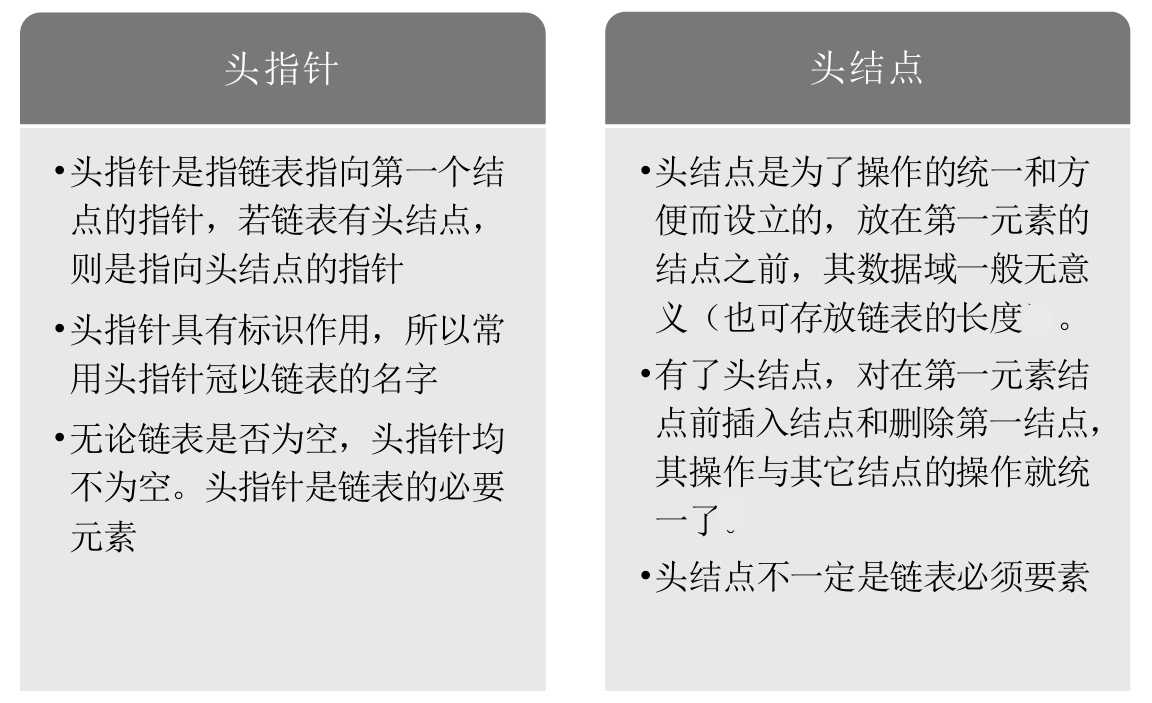 头指针
•头指针是指链表指向第一个结
点的指针，若链表有头结点，
则是指向头结点的指针
•头指针具有标识作用，所以常
用头指针冠以链表的名字
•无论链表是否为空，头指针均
不为空。头指针是链表的必要
元素
头结点
•头结点是为了操作的统一和方
便而设立的，放在第一元素的
结点之前，其数据域一般无意
义（也可存放链表的长度 。
•有了头结点，对在第一元素结
点前插入结点和删除第一结点，
其操作与其它结点的操作就统
一了。
•头结点不一定是链表必须要素